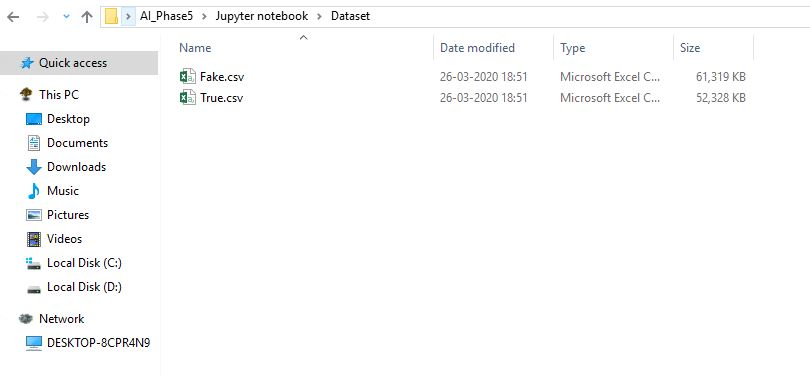 AI_Phase5 > Jupyter notebook > Dataset
Name Date modified Type Size
Quick access
Fake.csv 26-03-2020 18:51 Microsoft Excel C... 61,319 KB
True.csv 26-03-2020 18:51 Microsoft Excel C... 52,328 KB
This PC
Desktop
Documents
Downloads
Music
Pictures
Videos
Local Disk (C:)
Local Disk (D:)
Network
DESKTOP-8CPR4N9